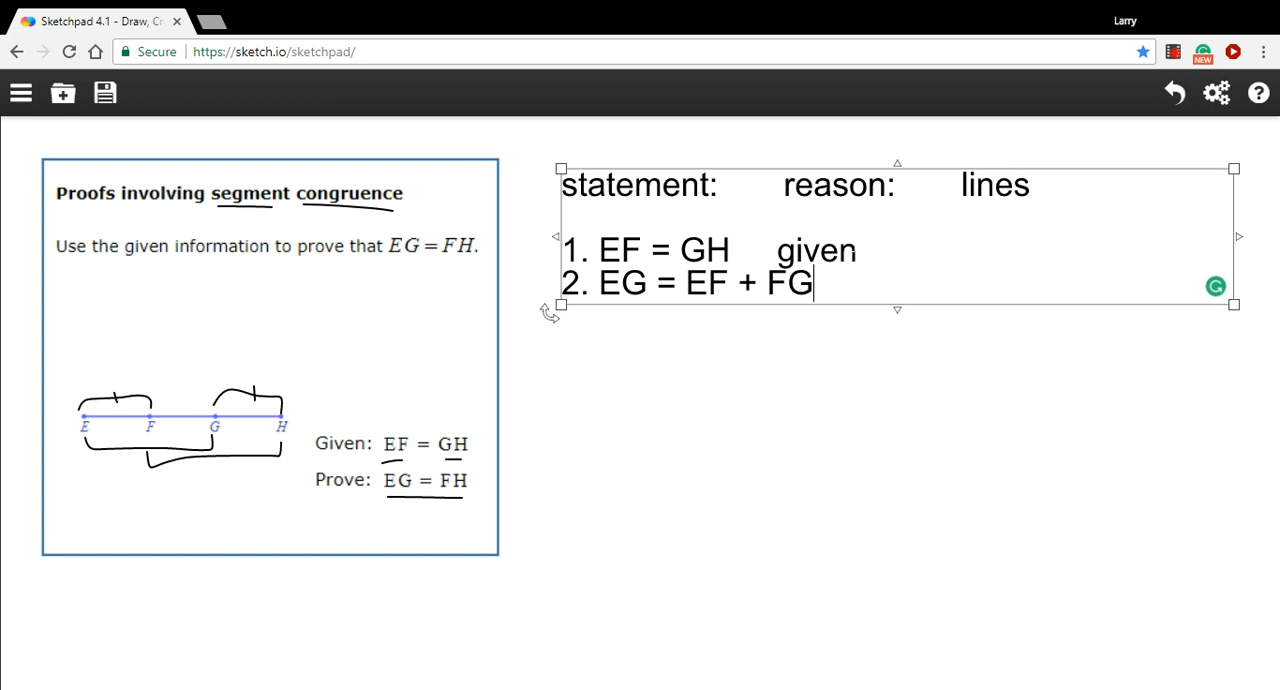 Sketchpad 4.1 - Draw, Cr
Larry
Secure https://sketch.io/sketchpad/
NEW
Proofs involving segment congruence
Use the given information to prove that EG = FH.
E F G H
Given: EF = GH
Prove: EG = FH
statement: reason: lines
1. EF = GH given
2. EG = EF + FG